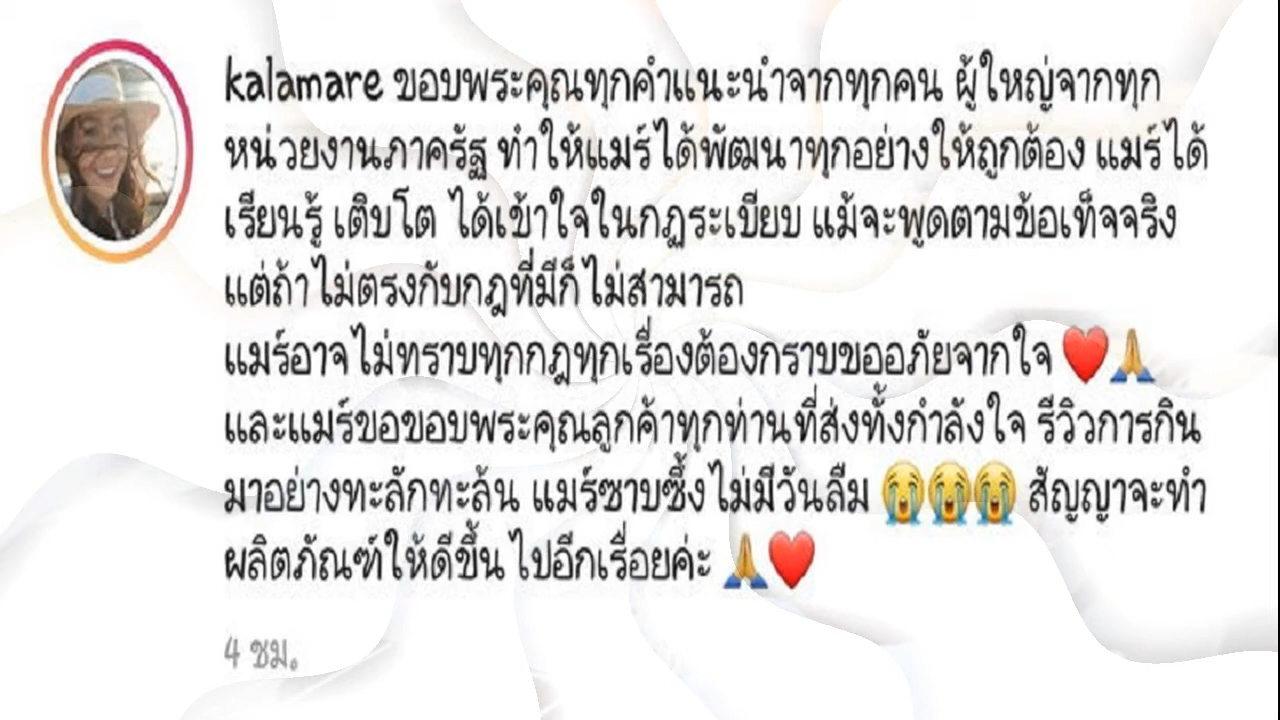 kalamare ขอบพระคุณทุกคำแนะนำจากทุกคน ผู้ใหญ่จากทุก
หน่วยงานภาครัฐ ทำให้แมร์ได้พัฒนาทุกอย่างให้ถูกต้อง แมร์ได้
เรียนรู้ เติบโต ได้เข้าใจในกฏระเบียบ แม้จะพูดตามข้อเท็จจริง
แต่ถ้าไม่ตรงกับกฎที่มีก็ไม่สามารถ
แมร์อาจไม่ทราบทุกกฎทุกเรื่องต้องกราบขออภัยจากใจ ❤️🙏
และแมร์ขอขอบพระคุณลูกค้าทุกท่านที่ส่งทั้งกำลังใจ รีวิวการกิน
มาอย่างทะลักทะล้น แมร์ซาบซึ้งไม่มีวันลืม 😭😭😭 สัญญาจะทำ
ผลิตภัณฑ์ให้ดีขึ้น ไปอีกเรื่อยค่ะ 🙏❤️
4 ชม.